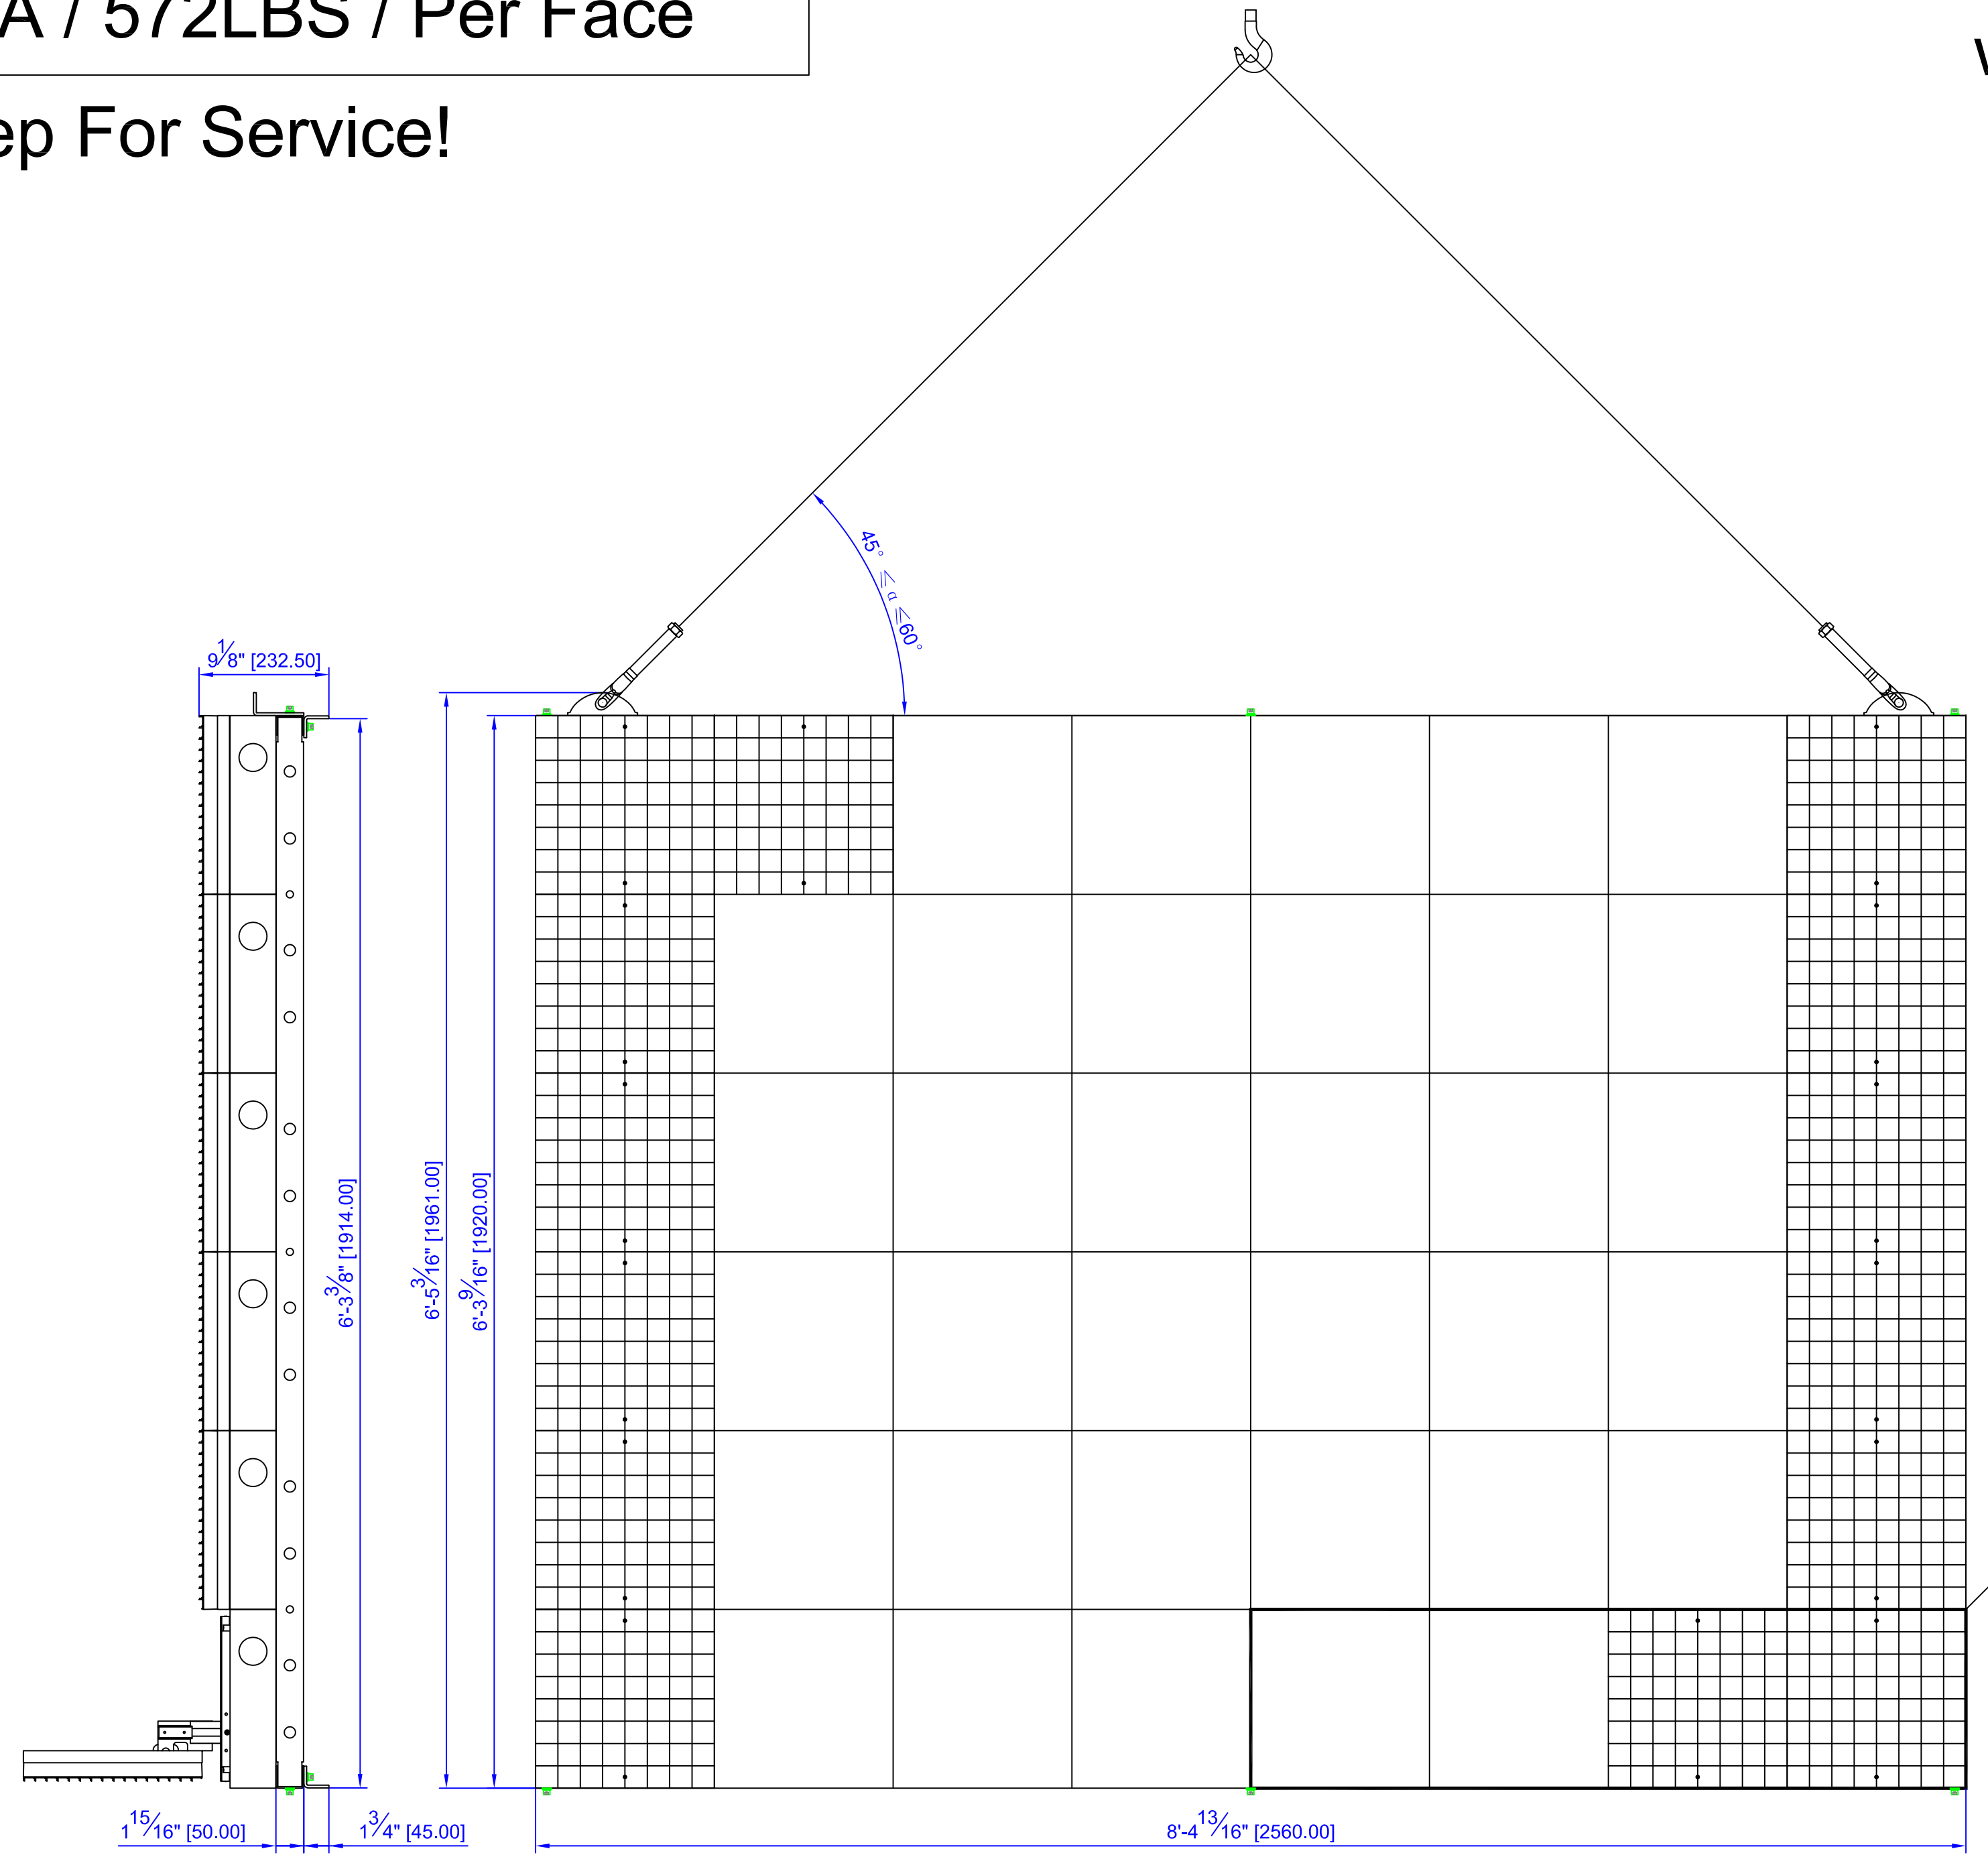 A / 572LBS / Per Face
ep For Service!
45° ≤ α ≤60°
9 1/8" [232.50]
6'-3 3/8" [1914.00]
6'-5 3/16" [1961.00]
6'-3 9/16" [1920.00]
1 15/16" [50.00]
1 3/4" [45.00]
8'-4 13/16" [2560.00]